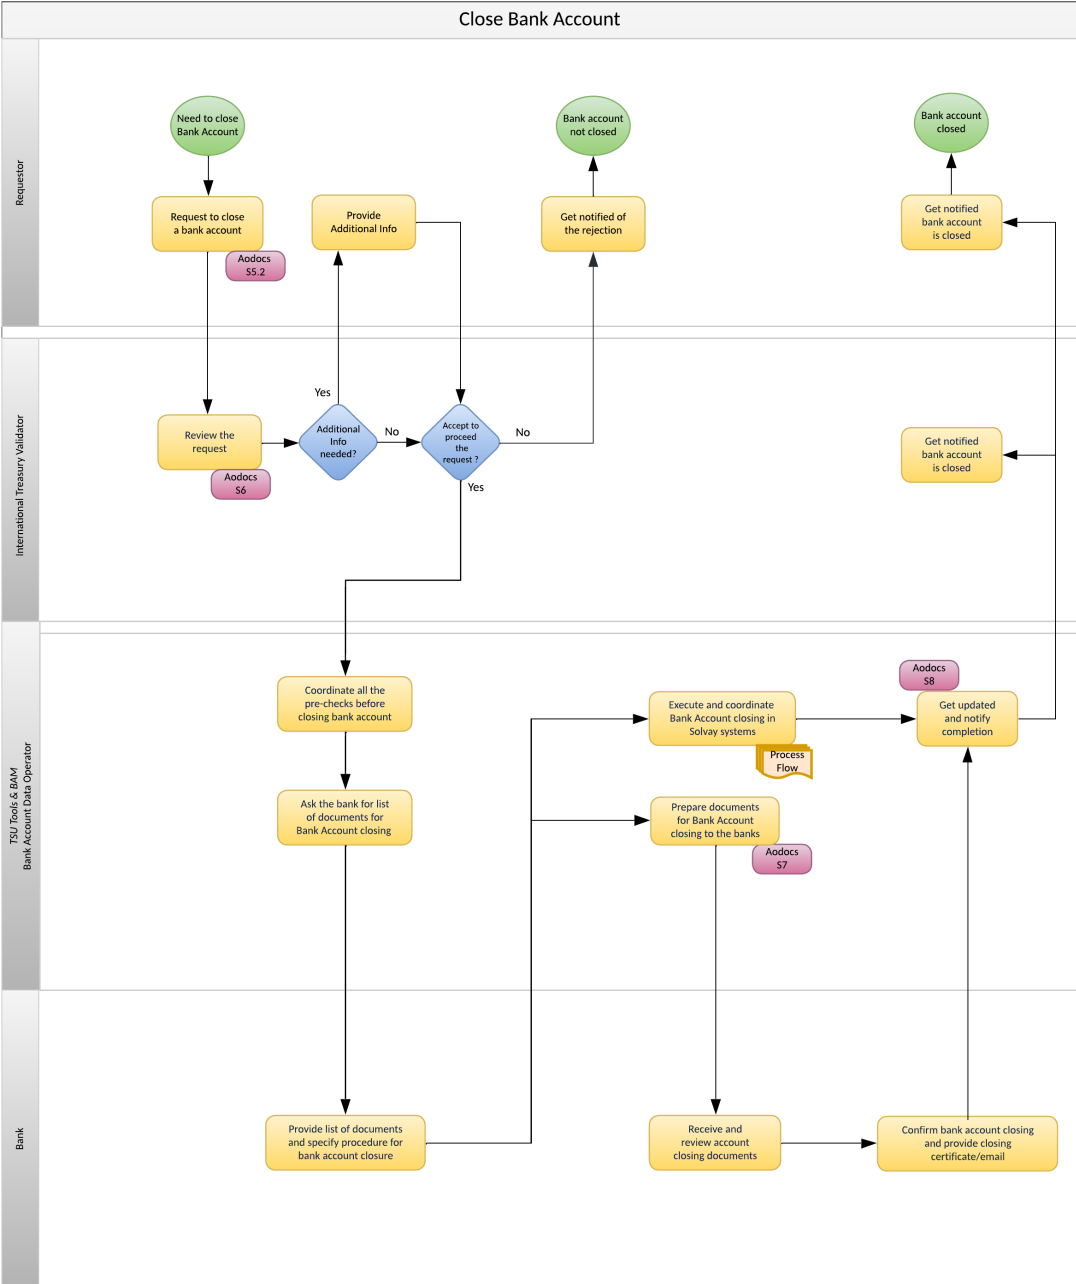 Close Bank Account
Requestor
Need to close
Bank Account
Bank account
not closed
Bank account
closed
Request to close
a bank account
Aodocs
S5.2
Provide
Additional Info
Get notified of
the rejection
Get notified
bank account
is closed
International Treasury Validator
Review the
request
Aodocs
S6
Yes
Additional
Info
needed?
No
Accept to
proceed
the
request ?
No
Yes
Get notified
bank account
is closed
TSU Tools & BAM
Bank Account Data Operator
Coordinate all the
pre-checks before
closing bank account
Ask the bank for list
of documents for
Bank Account closing
Execute and coordinate
Bank Account closing in
Solvay systems
Process
Flow
Prepare documents
for Bank Account
closing to the banks
Aodocs
S7
Aodocs
S8
Get updated
and notify
completion
Bank
Provide list of documents
and specify procedure for
bank account closure
Receive and
review account
closing documents
Confirm bank account closing
and provide closing
certificate/email